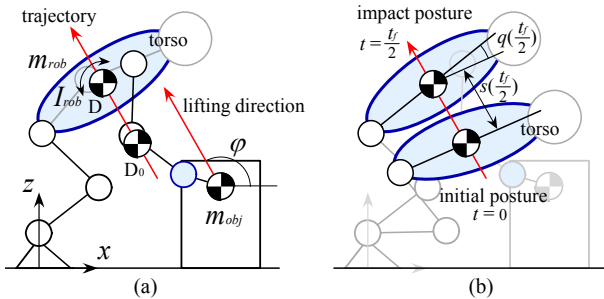 trajectory
torso
m_rob
I_rob
D
lifting direction
D₀
φ
z
m_obj
x
(a)
impact posture
t = t_f/2
q(t_f/2)
s(t_f/2)
torso
initial posture
t = 0
(b)